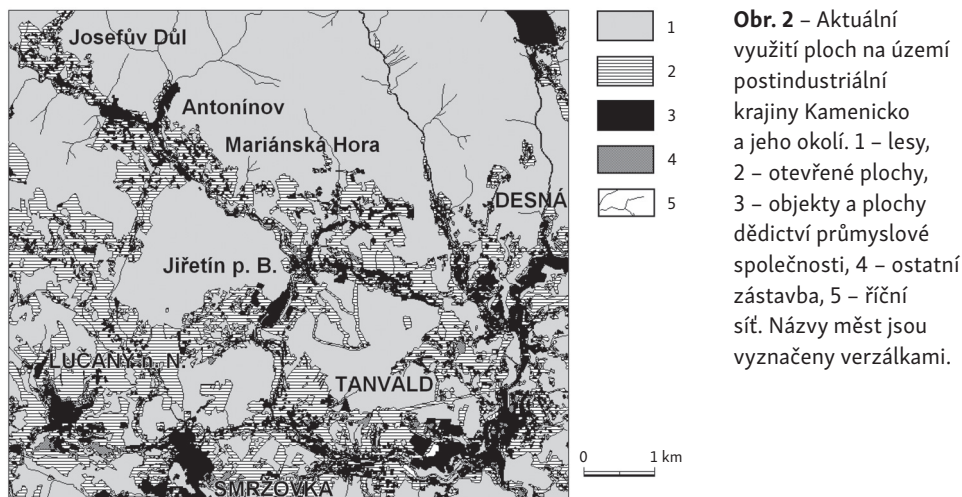 Josefův Důl
Antonínov
Mariánská Hora
DESNÁ
Jiřetín p. B.
LUČANY n. N.
TANVALD
SMRŽOVKA
1
2
3
4
5
0 1 km
Obr. 2 – Aktuální
využití ploch na území
postindustriální
krajiny Kamenicko
a jeho okolí. 1 – lesy,
2 – otevřené plochy,
3 – objekty a plochy
dědictví průmyslové
společnosti, 4 – ostatní
zástavba, 5 – říční
síť. Názvy měst jsou
vyznačeny verzálkami.